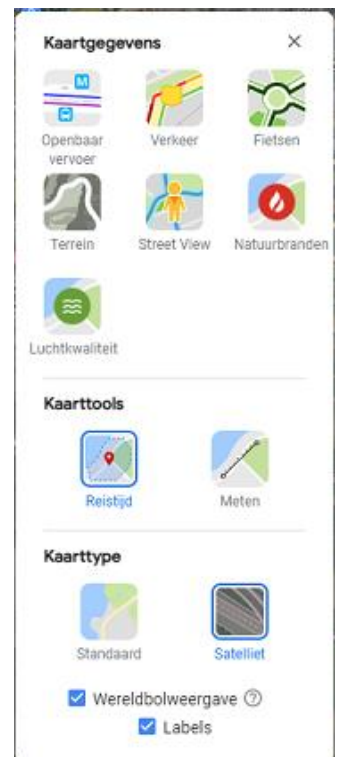 Kaartgegevens
M
Openbaar vervoer
Verkeer
Fietsen
Terrein
Street View
Natuurbranden
Luchtkwaliteit
Kaarttools
Reistijd
Meten
Kaarttype
Standaard
Satelliet
Wereldbolweergave ?
Labels